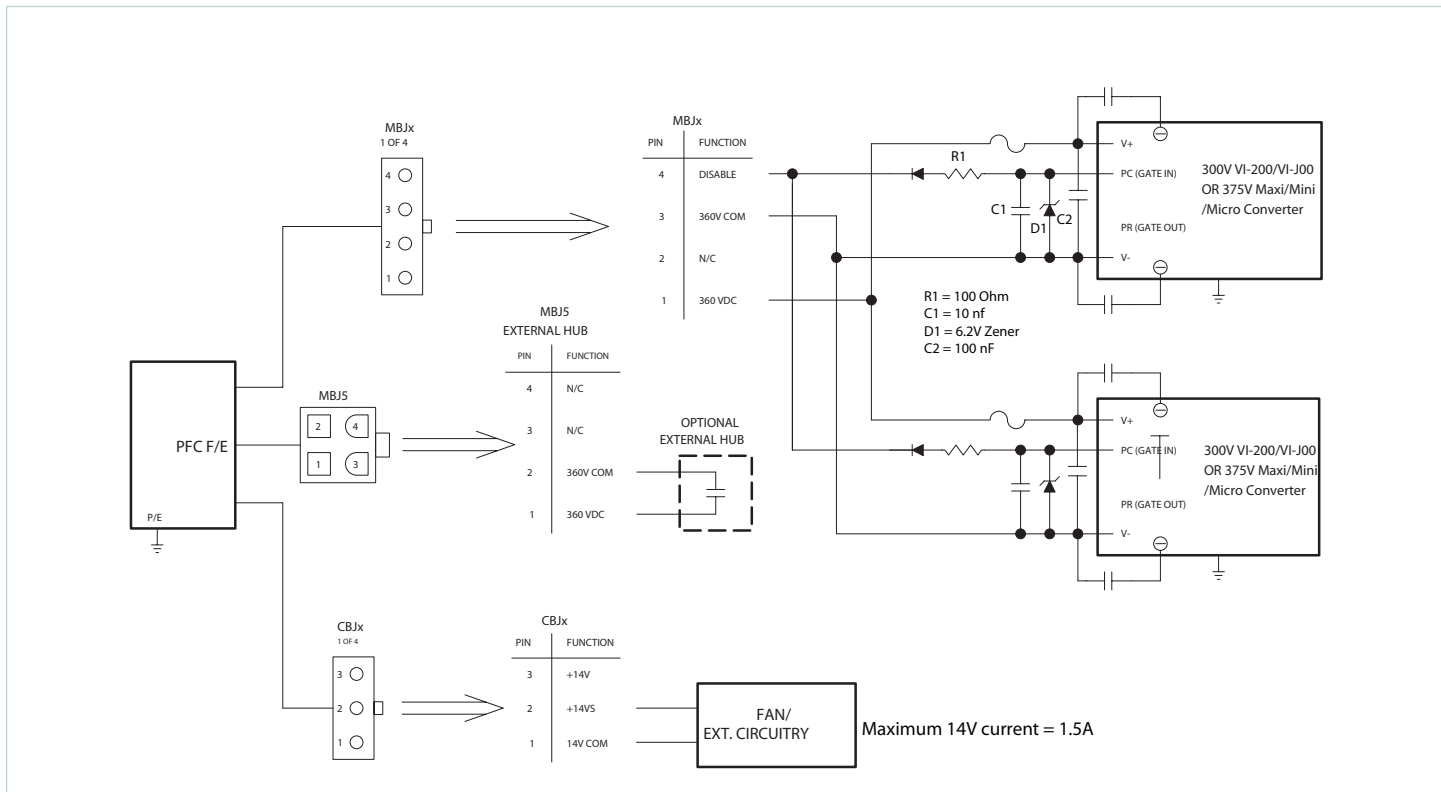 MBJx
1 OF 4
4
3
2
1
MBJx
PIN FUNCTION
4 DISABLE
3 360V COM
2 N/C
1 360 VDC
R1
C1
D1
C2
V+
PC (GATE IN)
PR (GATE OUT)
V-
300V VI-200/VI-J00
OR 375V Maxi/Mini
/Micro Converter
R1 = 100 Ohm
C1 = 10 nf
D1 = 6.2V Zener
C2 = 100 nF
PFC F/E
P/E
MBJ5
2 4
1 3
MBJ5
EXTERNAL HUB
PIN FUNCTION
4 N/C
3 N/C
2 360V COM
1 360 VDC
OPTIONAL
EXTERNAL HUB
V+
PC (GATE IN)
PR (GATE OUT)
V-
300V VI-200/VI-J00
OR 375V Maxi/Mini
/Micro Converter
CBJx
1 OF 4
3
2
1
CBJx
PIN FUNCTION
3 +14V
2 +14VS
1 14V COM
FAN/
EXT. CIRCUITRY
Maximum 14V current = 1.5A